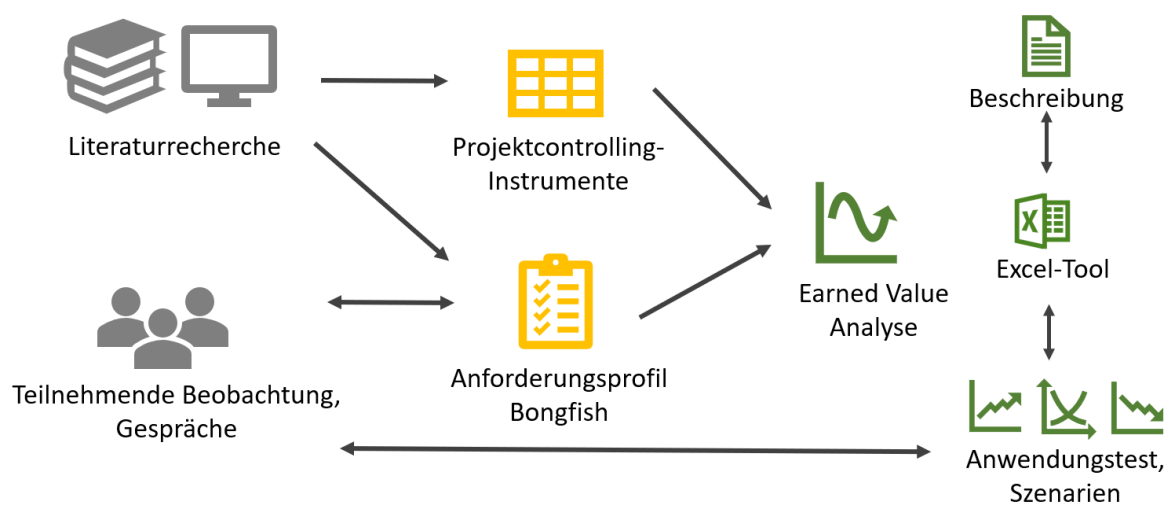 Literaturrecherche
Projektcontrolling-
Instrumente
Beschreibung
Excel-Tool
Earned Value
Analyse
Teilnehmende Beobachtung,
Gespräche
Anforderungsprofil
Bongfish
Anwendungstest,
Szenarien